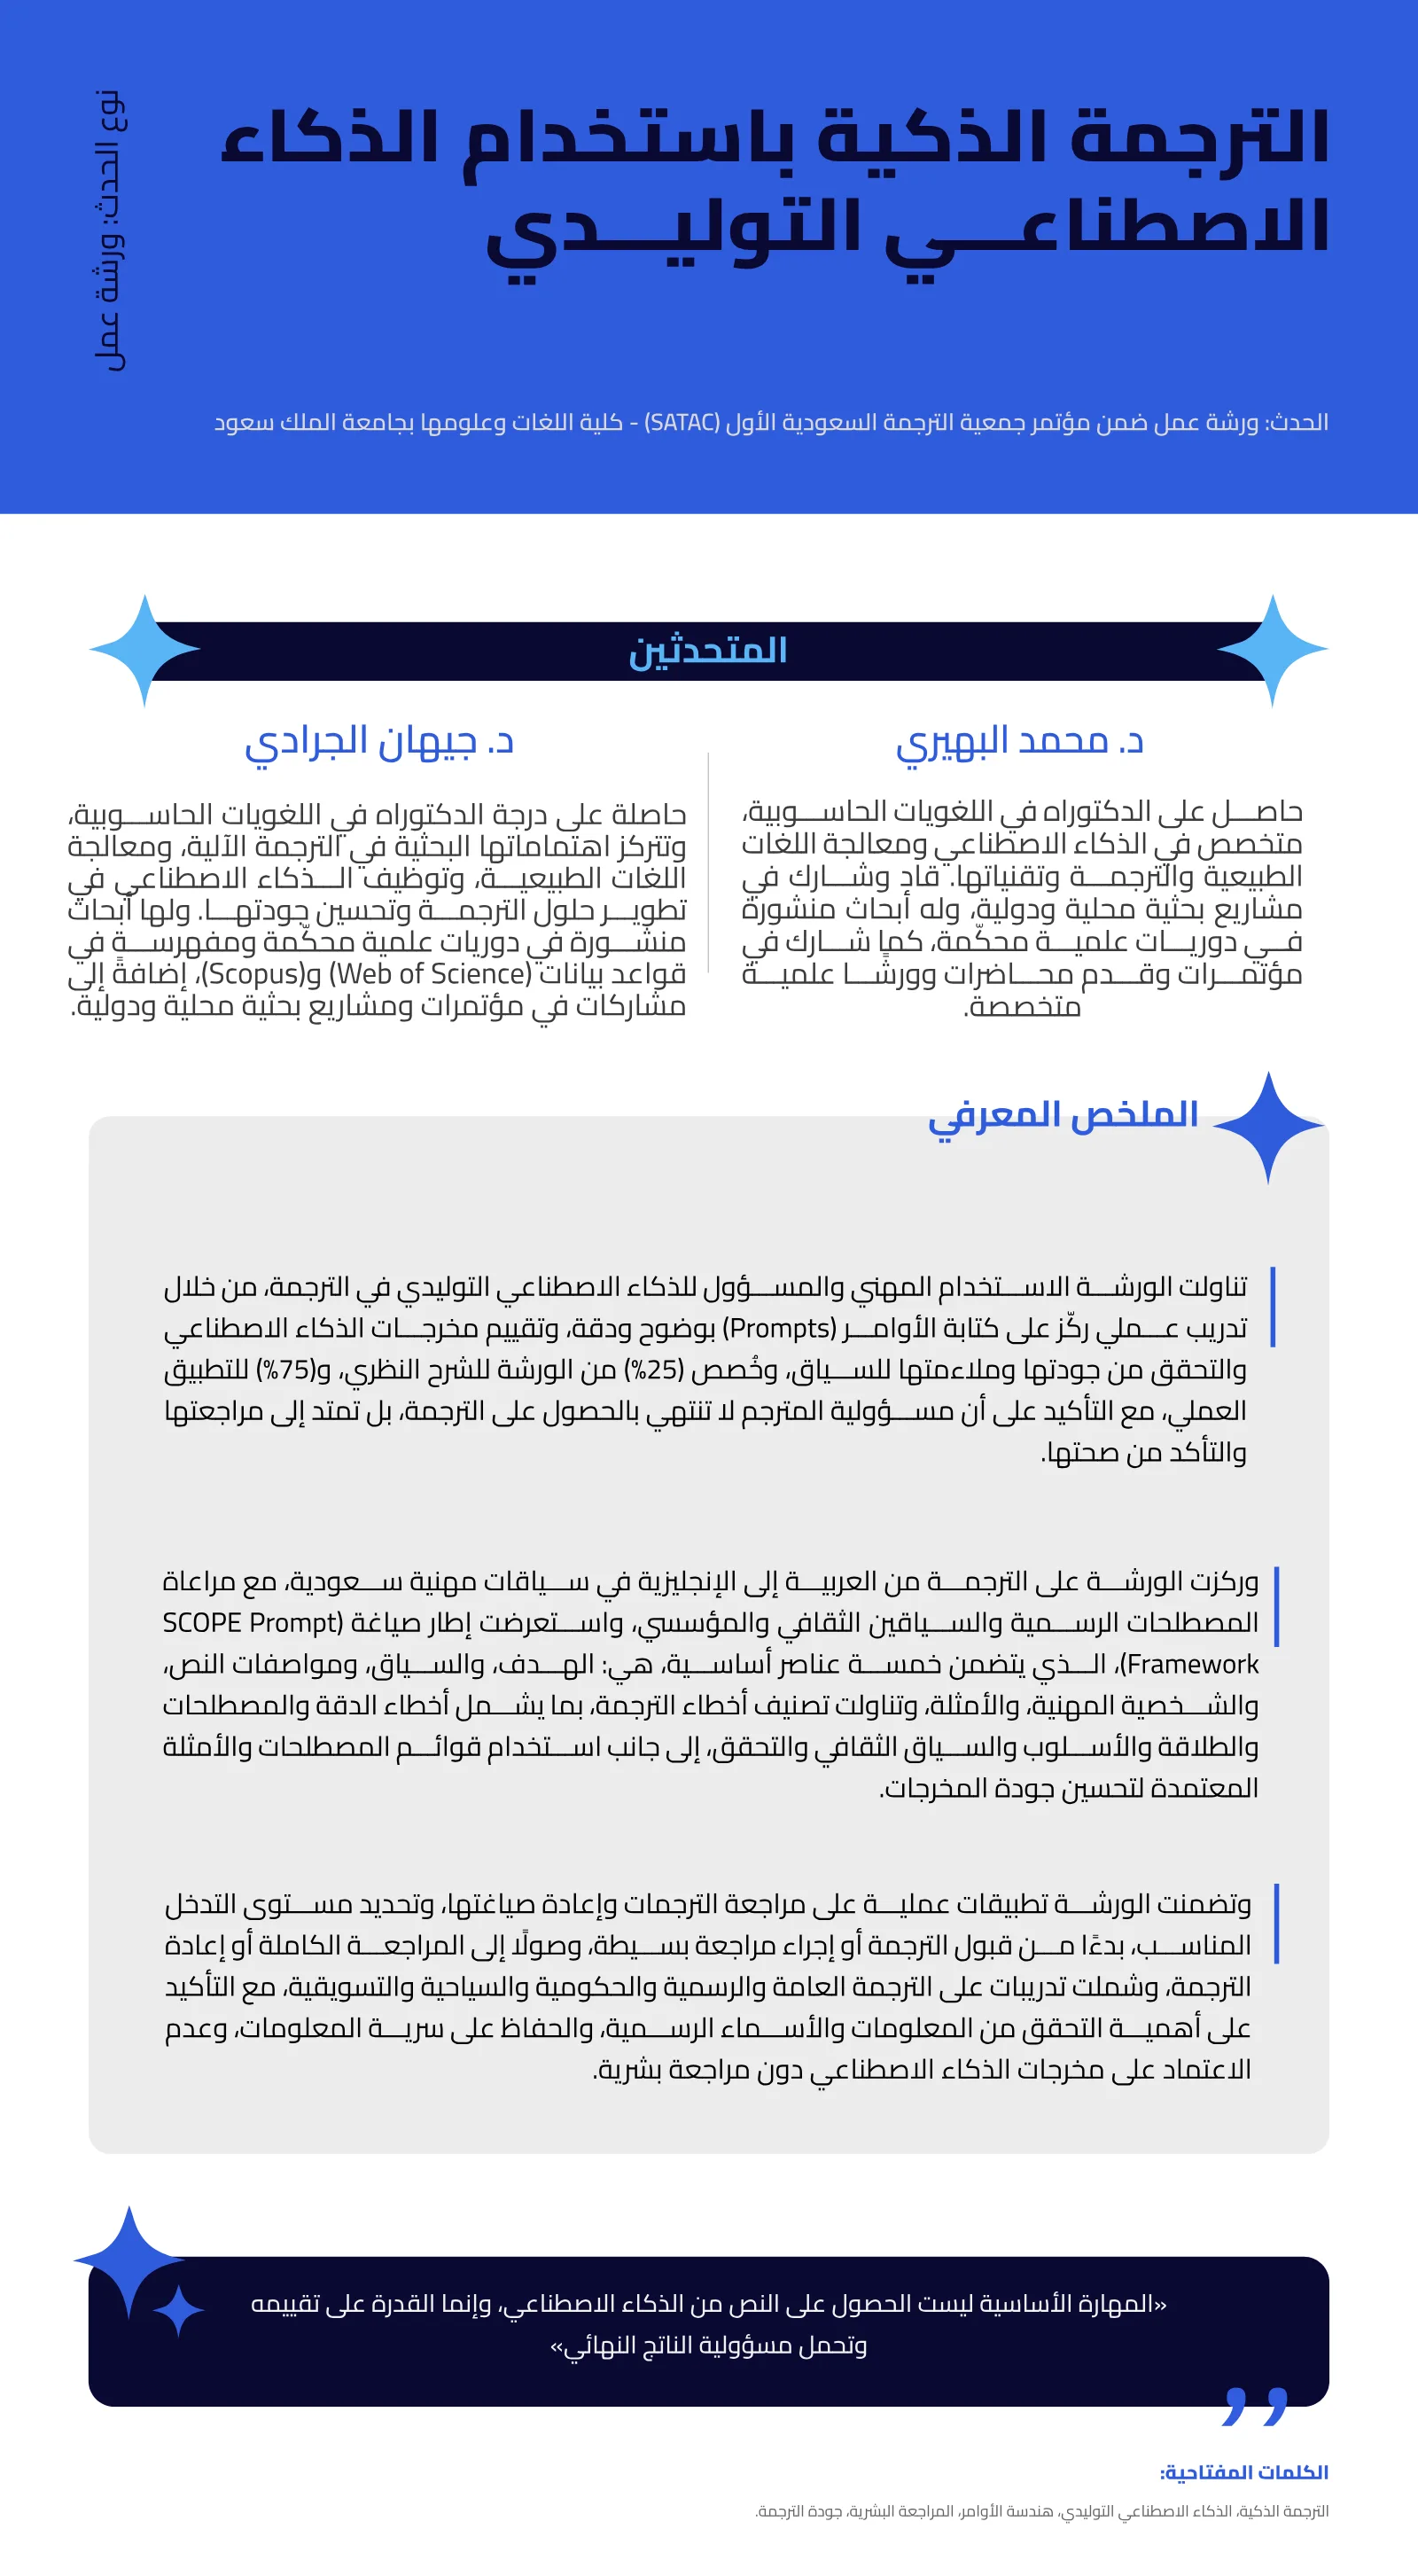 الترجمة الذكية باستخدام الذكاء
الاصطناعـــي التوليـــدي
نوع الحدث: ورشة عمل
الحدث: ورشة عمل ضمن مؤتمر جمعية الترجمة السعودية الأول (SATAC) - كلية اللغات وعلومها بجامعة الملك سعود
المتحدثين
د. محمد البهيري
حاصـــل على الدكتوراه في اللغويات الحاســـوبية،
متخصص في الذكاء الاصطناعي ومعالجة اللغات
الطبيعية والترجمـــة وتقنياتها. قاد وشـــارك في
مشاريع بحثية محلية ودولية، وله أبحاث منشورة
فـــي دوريـــات علميـــة محكّمة، كما شـــارك في
مؤتمـــرات وقـــدم محـــاضرات وورشًـــا علميـــة
متخصصة.
د. جيهان الجرادي
حاصلة على درجة الدكتوراه في اللغويات الحاســـوبية،
وتتركز اهتماماتها البحثية في الترجمة الآلية، ومعالجة
اللغات الطبيعيـــة، وتوظيف الـــذكاء الاصطناعي في
تطويـــر حلول الترجمـــة وتحسين جودتهـــا. ولها أبحاث
منشـــورة في دوريات علمية محكّمة ومفهرســـة في
قواعد بيانات (Web of Science) و(Scopus)، إضافةً إلى
مشاركات في مؤتمرات ومشاريع بحثية محلية ودولية.
الملخص المعرفي
تناولت الورشـــة الاســـتخدام المهني والمســـؤول للذكاء الاصطناعي التوليدي في الترجمة، من خلال
تدريب عـــملي ركّز على كتابة الأوامـــر (Prompts) بوضوح ودقة، وتقييم مخرجـــات الذكاء الاصطناعي
والتحقق من جودتها وملاءمتها للســـياق، وخُصص (25%) من الورشة للشرح النظري، و(75%) للتطبيق
العملي، مع التأكيد على أن مســـؤولية المترجم لا تنتهي بالحصول على الترجمة، بل تمتد إلى مراجعتها
والتأكد من صحتها.
وركزت الورشـــة على الترجمـــة من العربيـــة إلى الإنجليزية في ســـياقات مهنية ســـعودية، مع مراعاة
المصطلحات الرســـمية والســـياقين الثقافي والمؤسسي، واســـتعرضت إطار صياغة (SCOPE Prompt
Framework)، الـــذي يتضمن خمســـة عناصر أساســـية، هي: الهـــدف، والســـياق، ومواصفات النص،
والشـــخصية المهنية، والأمثلة، وتناولت تصنيف أخطاء الترجمة، بما يشـــمل أخطاء الدقة والمصطلحات
والطلاقة والأســـلوب والســـياق الثقافي والتحقق، إلى جانب اســـتخدام قوائـــم المصطلحات والأمثلة
المعتمدة لتحسين جودة المخرجات.
وتضمنت الورشـــة تطبيقات عمليـــة على مراجعة الترجمات وإعادة صياغتها، وتحديد مســـتوى التدخل
المناســـب، بدءًا مـــن قبول الترجمة أو إجراء مراجعة بســـيطة، وصولًا إلى المراجعـــة الكاملة أو إعادة
الترجمة، وشملت تدريبات على الترجمة العامة والرسمية والحكومية والسياحية والتسويقية، مع التأكيد
على أهميـــة التحقق من المعلومات والأســـماء الرســـمية، والحفاظ على سريـــة المعلومات، وعدم
الاعتماد على مخرجات الذكاء الاصطناعي دون مراجعة بشرية.
«المهارة الأساسية ليست الحصول على النص من الذكاء الاصطناعي، وإنما القدرة على تقييمه
وتحمل مسؤولية الناتج النهائي»
الكلمات المفتاحية:
الترجمة الذكية، الذكاء الاصطناعي التوليدي، هندسة الأوامر، المراجعة البشرية، جودة الترجمة.